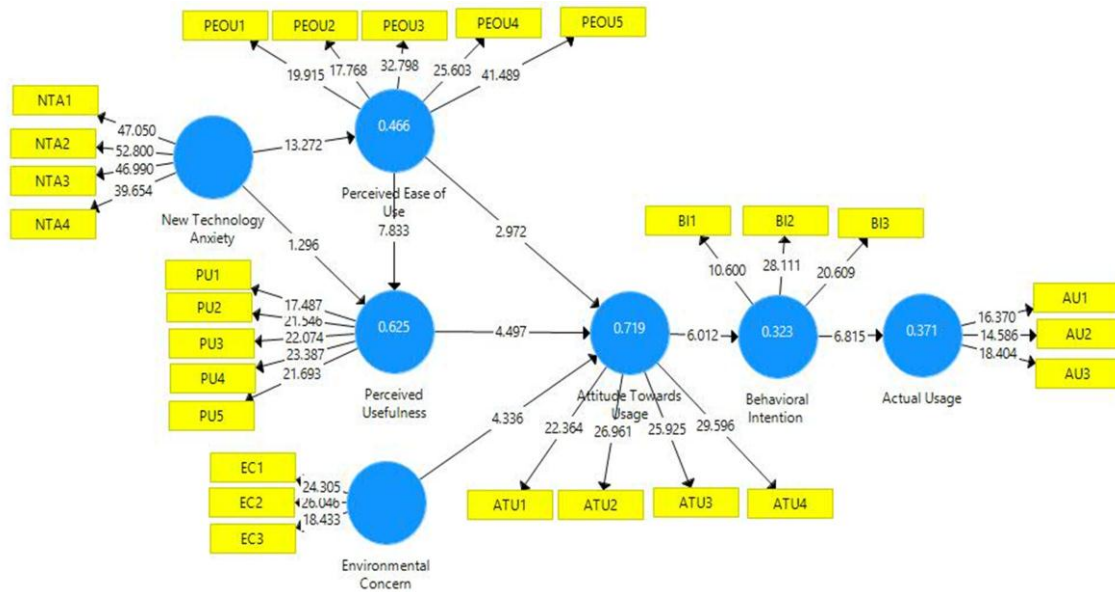 PEOU1
PEOU2
PEOU3
PEOU4
PEOU5
19.915
17.768
32.798
25.603
41.489
NTA1
NTA2
NTA3
NTA4
47.050
52.800
46.990
39.654
New Technology
Anxiety
13.272
0.466
Perceived Ease of
Use
7.833
1.296
2.972
PU1
PU2
PU3
PU4
PU5
17.487
21.546
22.074
23.387
21.693
0.625
Perceived
Usefulness
4.497
0.719
Attitude Towards
Usage
6.012
BI1
BI2
BI3
10.600
28.111
20.609
0.323
Behavioral
Intention
6.815
0.371
Actual Usage
AU1
AU2
AU3
16.370
14.586
18.404
4.336
22.364
26.961
25.925
29.596
ATU1
ATU2
ATU3
ATU4
EC1
EC2
EC3
24.305
26.046
18.433
Environmental
Concern